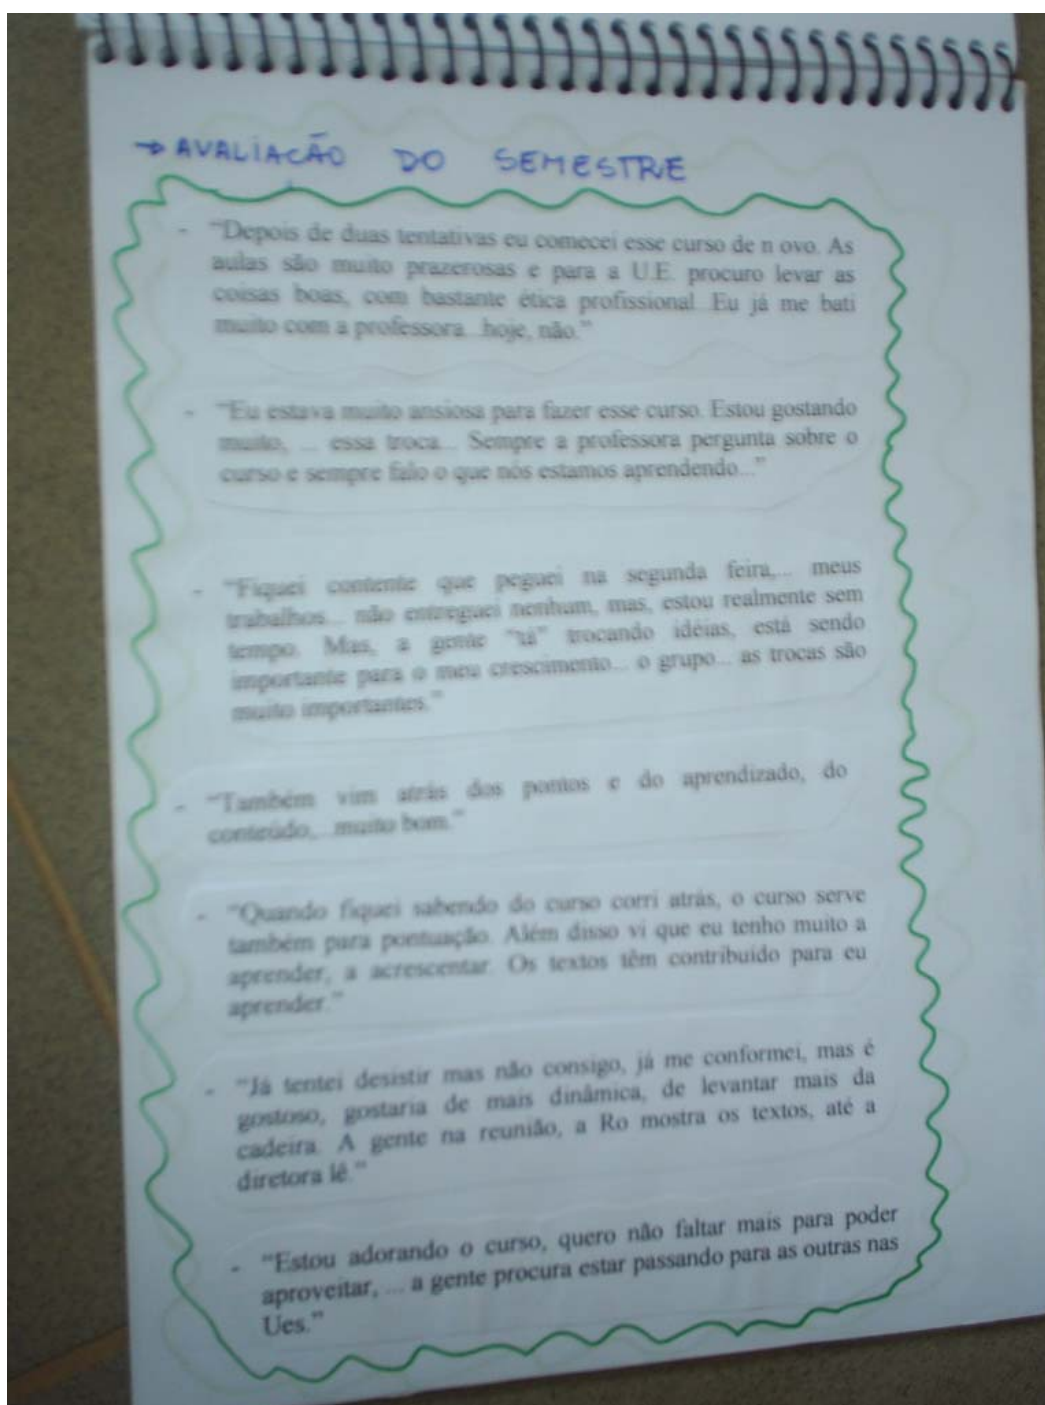 → AVALIAÇÃO DO SEMESTRE
- "Depois de duas tentativas eu comecei esse curso de n ovo. As
aulas são muito prazerosas e para a U.E. procuro levar as
coisas boas, com bastante ética profissional. Eu já me bati
muito com a professora...hoje, não."
- "Eu estava muito ansiosa para fazer esse curso. Estou gostando
muito, ... essa troca... Sempre a professora pergunta sobre o
curso e sempre falo o que nós estamos aprendendo..."
- "Fiquei contente que peguei na segunda feira,... meus
trabalhos... não entreguei nenhum, mas, estou realmente sem
tempo. Mas, a gente "tá" trocando idéias, está sendo
importante para o meu crescimento... o grupo... as trocas são
muito importantes."
- "Também vim atrás dos pontos e do aprendizado, do
conteúdo,...muito bom."
- "Quando fiquei sabendo do curso corri atrás, o curso serve
também para pontuação. Além disso vi que eu tenho muito a
aprender, a acrescentar. Os textos têm contribuído para eu
aprender."
- "Já tentei desistir mas não consigo, já me conformei, mas é
gostoso, gostaria de mais dinâmica, de levantar mais da
cadeira. A gente na reunião, a Ro mostra os textos, até a
diretora lê."
- "Estou adorando o curso, quero não faltar mais para poder
aproveitar, ... a gente procura estar passando para as outras nas
Ues."